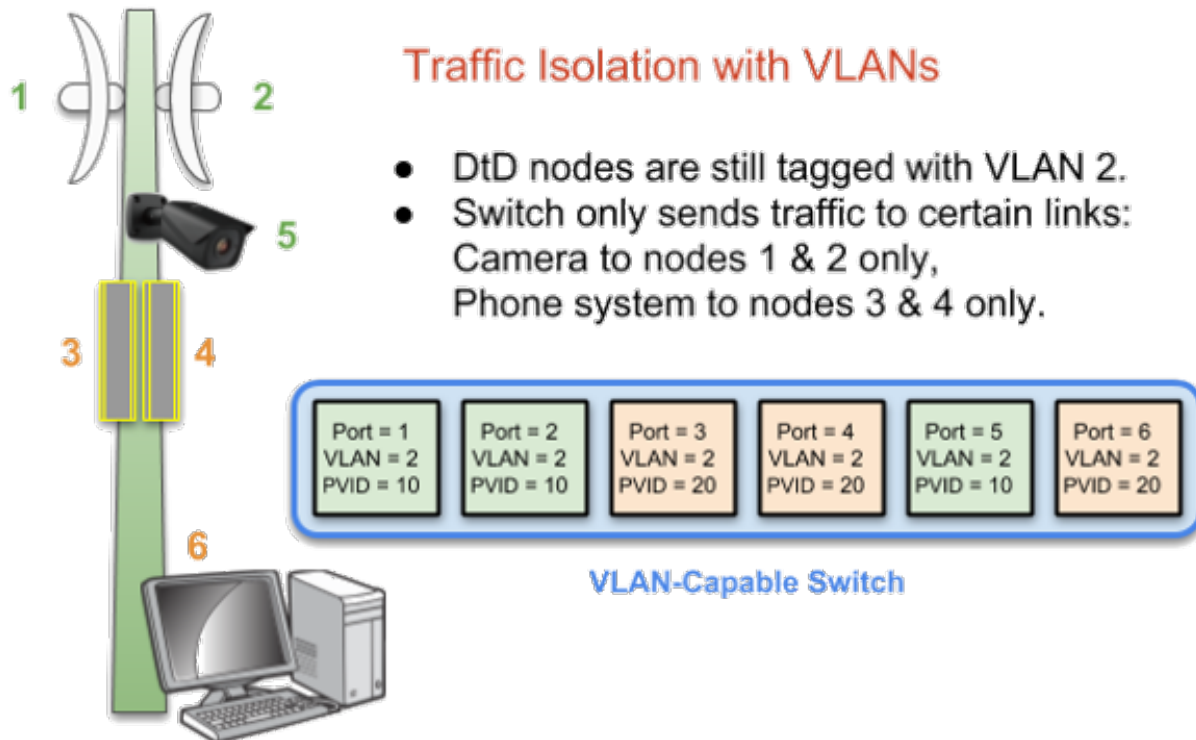 Traffic Isolation with VLANs
1
2
● DtD nodes are still tagged with VLAN 2.
● Switch only sends traffic to certain links:
Camera to nodes 1 & 2 only,
Phone system to nodes 3 & 4 only.
5
3
4
Port = 1
VLAN = 2
PVID = 10
Port = 2
VLAN = 2
PVID = 10
Port = 3
VLAN = 2
PVID = 20
Port = 4
VLAN = 2
PVID = 20
Port = 5
VLAN = 2
PVID = 10
Port = 6
VLAN = 2
PVID = 20
6
VLAN-Capable Switch